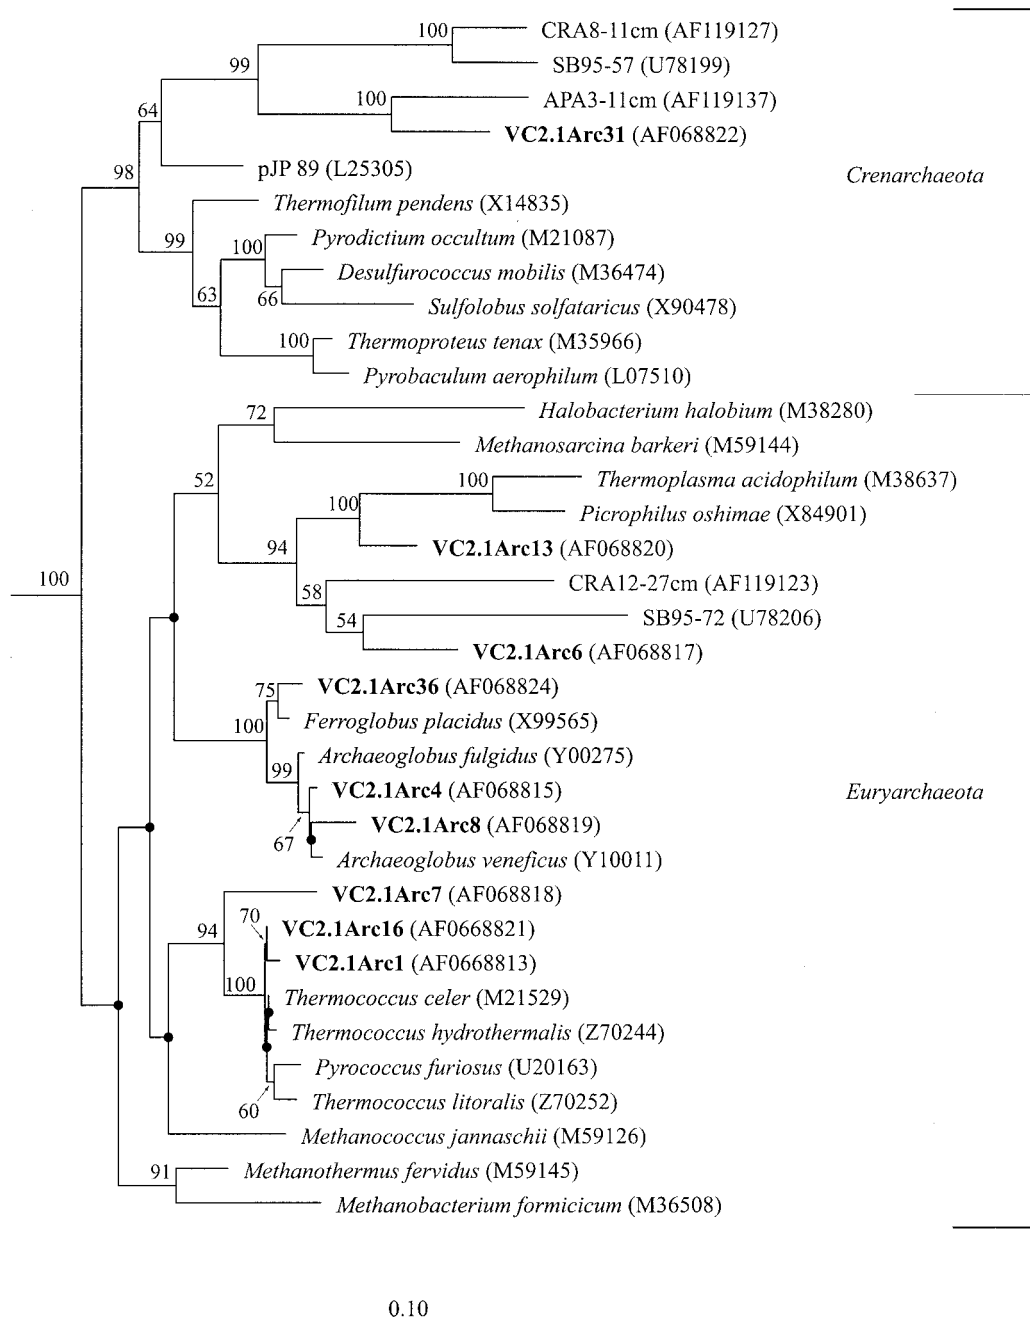 100
CRA8-11cm (AF119127)
99
SB95-57 (U78199)
100
APA3-11cm (AF119137)
64
VC2.1Arc31 (AF068822)
98
pJP 89 (L25305)
Crenarchaeota
Thermofilum pendens (X14835)
99
100
Pyrodictium occultum (M21087)
Desulfurococcus mobilis (M36474)
63
66
Sulfolobus solfataricus (X90478)
100
Thermoproteus tenax (M35966)
Pyrobaculum aerophilum (L07510)
72
Halobacterium halobium (M38280)
Methanosarcina barkeri (M59144)
52
100
Thermoplasma acidophilum (M38637)
100
Picrophilus oshimae (X84901)
94
VC2.1Arc13 (AF068820)
100
58
CRA12-27cm (AF119123)
54
SB95-72 (U78206)
VC2.1Arc6 (AF068817)
75
VC2.1Arc36 (AF068824)
100
Ferroglobus placidus (X99565)
99
Archaeoglobus fulgidus (Y00275)
VC2.1Arc4 (AF068815)
Euryarchaeota
67
VC2.1Arc8 (AF068819)
Archaeoglobus veneficus (Y10011)
VC2.1Arc7 (AF068818)
94
70
VC2.1Arc16 (AF0668821)
VC2.1Arc1 (AF0668813)
100
Thermococcus celer (M21529)
Thermococcus hydrothermalis (Z70244)
Pyrococcus furiosus (U20163)
60
Thermococcus litoralis (Z70252)
Methanococcus jannaschii (M59126)
91
Methanothermus fervidus (M59145)
Methanobacterium formicicum (M36508)
0.10